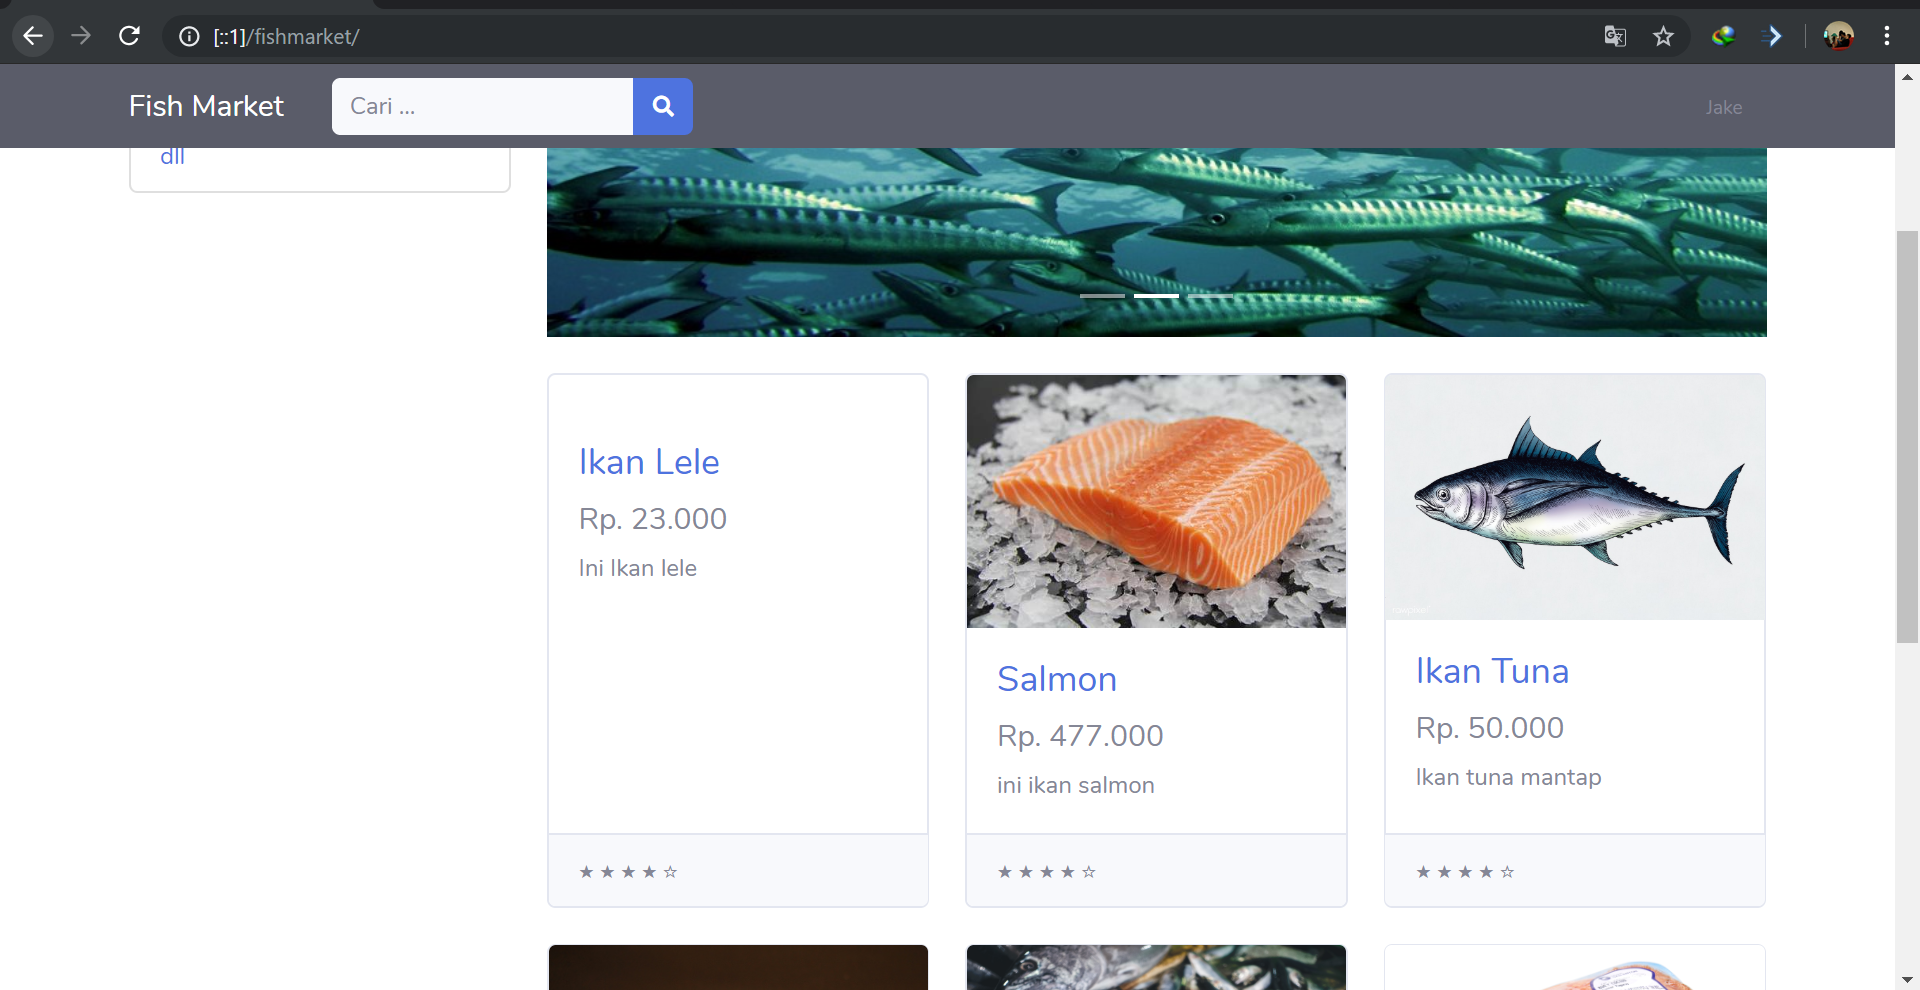 [::1]/fishmarket/
Fish Market
Cari ...
Jake
dll
Ikan Lele
Rp. 23.000
Ini Ikan lele
Salmon
Rp. 477.000
ini ikan salmon
Ikan Tuna
Rp. 50.000
Ikan tuna mantap
★ ★ ★ ★ ☆
★ ★ ★ ★ ☆
★ ★ ★ ★ ☆